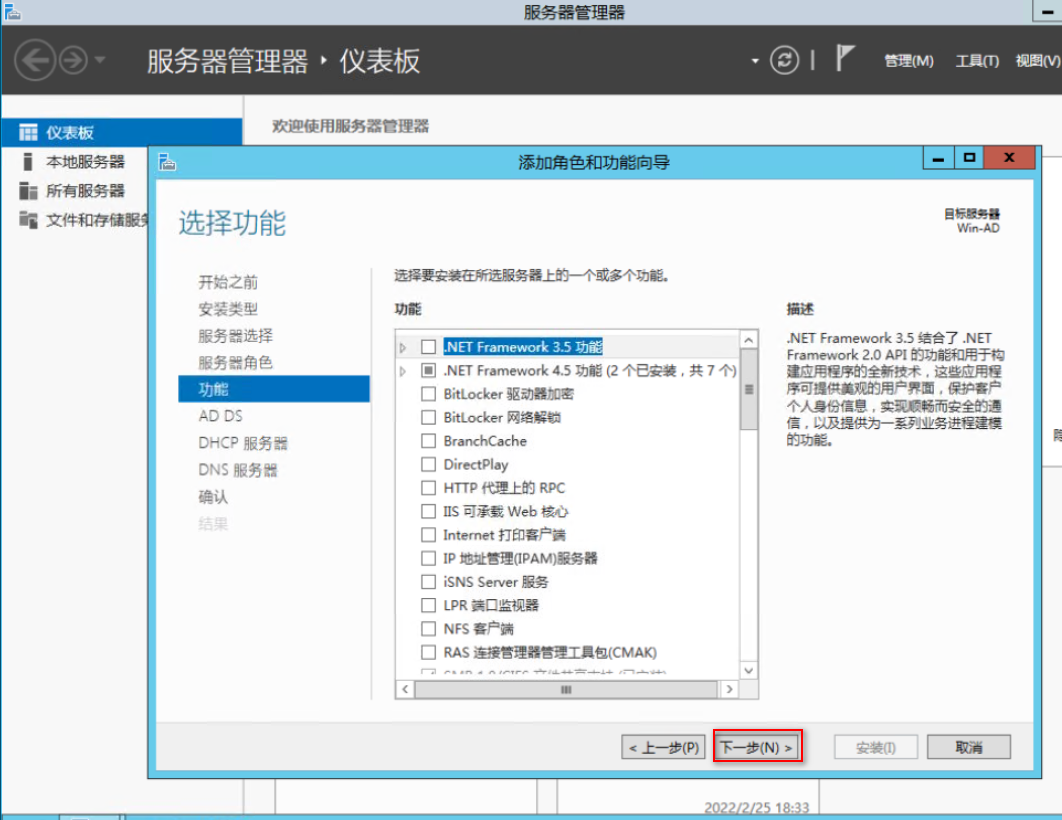 服务器管理器
服务器管理器 · 仪表板
管理(M) 工具(T) 视图(V)
仪表板
本地服务器
所有服务器
文件和存储服务
欢迎使用服务器管理器
添加角色和功能向导
选择功能
目标服务器
Win-AD
开始之前
安装类型
服务器选择
服务器角色
功能
AD DS
DHCP 服务器
DNS 服务器
确认
结果
选择要安装在所选服务器上的一个或多个功能。
功能
.NET Framework 3.5 功能
.NET Framework 4.5 功能 (2 个已安装，共 7 个)
BitLocker 驱动器加密
BitLocker 网络解锁
BranchCache
DirectPlay
HTTP 代理上的 RPC
IIS 可承载 Web 核心
Internet 打印客户端
IP 地址管理(IPAM)服务器
iSNS Server 服务
LPR 端口监视器
NFS 客户端
RAS 连接管理器管理工具包(CMAK)
SMB 1.0/CIFS 文件共享支持 (已安装)
描述
.NET Framework 3.5 结合了 .NET
Framework 2.0 API 的功能和用于构
建应用程序的全新技术，这些应用程
序可提供美观的用户界面，保护客户
个人身份信息，实现顺畅而安全的通
信，以及提供为一系列业务进程建模
的功能。
隐
< 上一步(P)
下一步(N) >
安装(I)
取消
2022/2/25 18:33